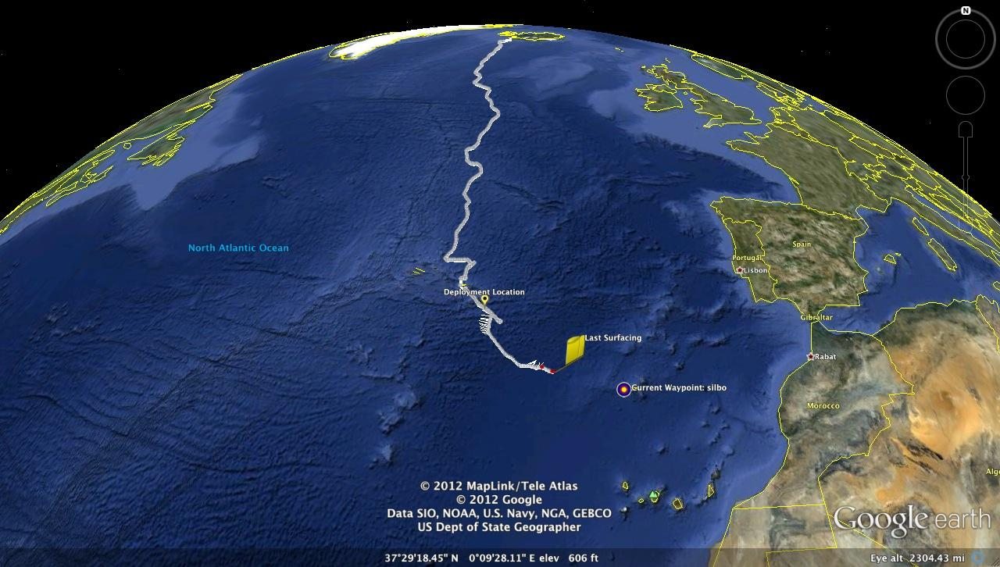 N
North Atlantic Ocean
Spain
Portugal
Lisbon
Deployment Location
Gibraltar
Last Surfacing
Rabat
Current Waypoint: silbo
Morocco
Alg
© 2012 MapLink/Tele Atlas
© 2012 Google
Data SIO, NOAA, U.S. Navy, NGA, GEBCO
US Dept of State Geographer
Google earth
37°29'18.45" N 0°09'28.11" E elev 606 ft
Eye alt 2304.43 mi